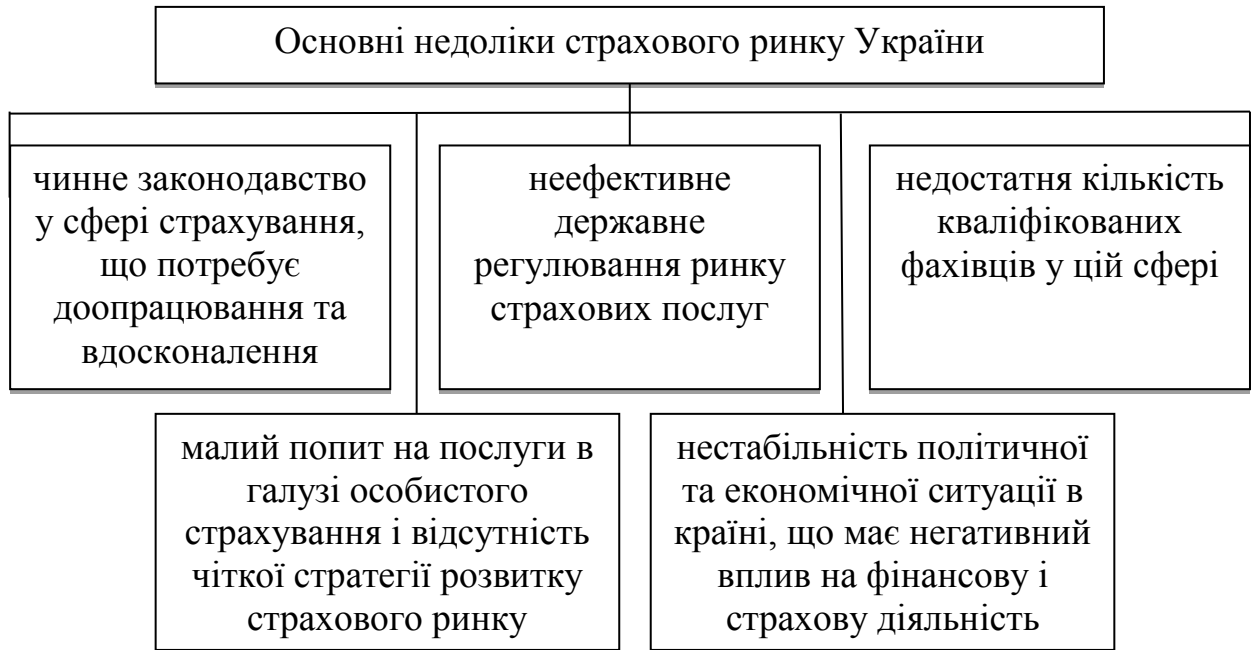 Основні недоліки страхового ринку України
чинне законодавство
у сфері страхування,
що потребує
доопрацювання та
вдосконалення
неефективне
державне
регулювання ринку
страхових послуг
недостатня кількість
кваліфікованих
фахівців у цій сфері
малий попит на послуги в
галузі особистого
страхування і відсутність
чіткої стратегії розвитку
страхового ринку
нестабільність політичної
та економічної ситуації в
країні, що має негативний
вплив на фінансову і
страхову діяльність